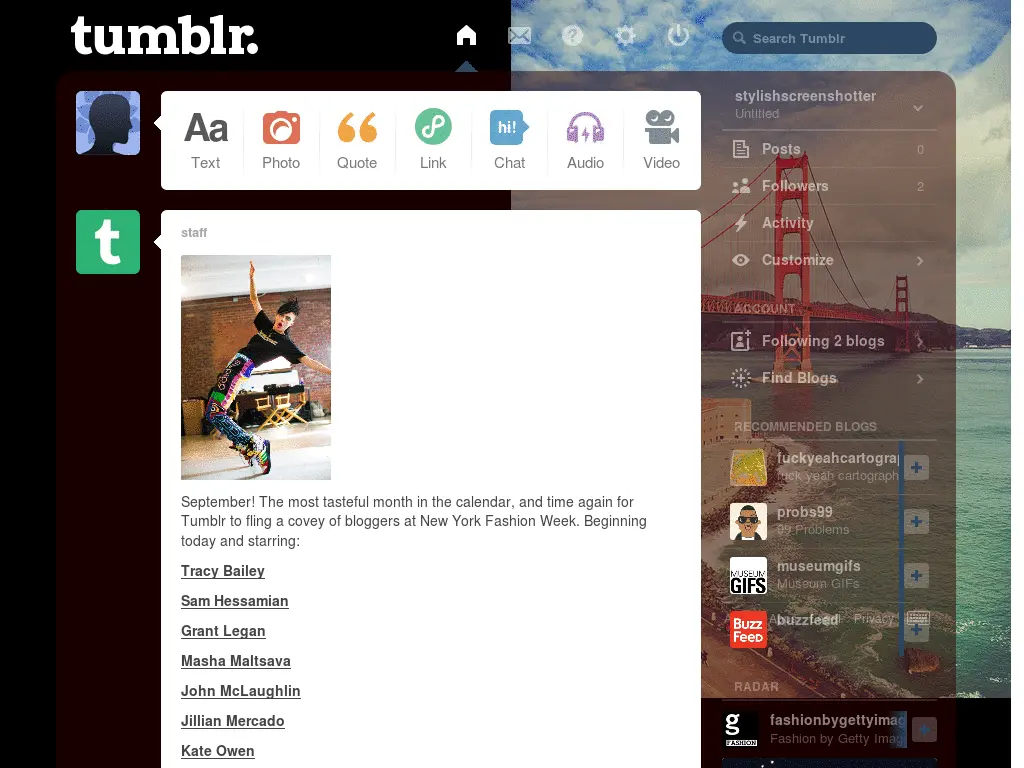 tumblr.
Search Tumblr
Aa
Text
Photo
Quote
Link
hi!
Chat
Audio
Video
t
staff
September! The most tasteful month in the calendar, and time again for
Tumblr to fling a covey of bloggers at New York Fashion Week. Beginning
today and starring:
Tracy Bailey
Sam Hessamian
Grant Legan
Masha Maltsava
John McLaughlin
Jillian Mercado
Kate Owen
stylishscreenshotter
Untitled
Posts 0
Followers 2
Activity
Customize
ACCOUNT
Following 2 blogs
Find Blogs
RECOMMENDED BLOGS
fuckyeahcartogra
fuck yeah cartograph
probs99
99 Problems
MUSEUM
GIFS
museumgifs
Museum GIFs
Buzz
Feed
buzzfeed
Privacy
RADAR
g
FASHION
fashionbygettyimag
Fashion by Getty Imag